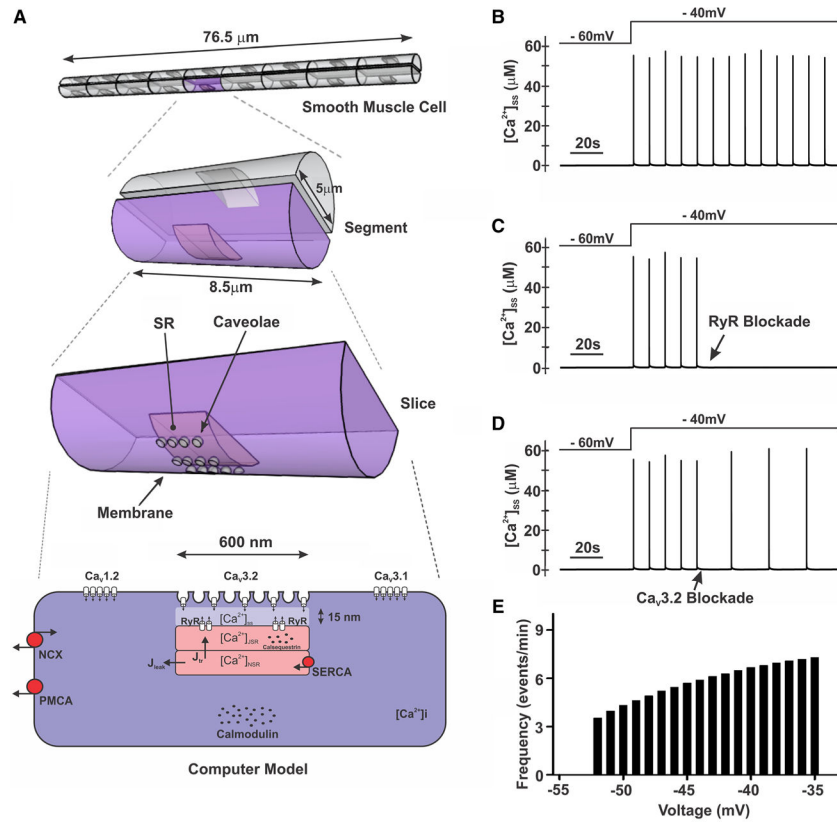 A
76.5 μm
Smooth Muscle Cell
5μm
Segment
8.5μm
SR
Caveolae
Slice
Membrane
600 nm
Caᵥ1.2
Caᵥ3.2
Caᵥ3.1
RyR
[Ca²⁺]ss
RyR
15 nm
NCX
[Ca²⁺]JSR
Calsequestrin
Jtr
Jleak
[Ca²⁺]NSR
SERCA
PMCA
[Ca²⁺]i
Calmodulin
Computer Model
B
- 40mV
- 60mV
[Ca²⁺]ss (μM)
60
40
20
0
20s
C
- 40mV
- 60mV
[Ca²⁺]ss (μM)
60
40
20
0
RyR Blockade
20s
D
- 40mV
- 60mV
[Ca²⁺]ss (μM)
60
40
20
0
20s
Caᵥ3.2 Blockade
E
Frequency (events/min)
9
6
3
0
-55 -50 -45 -40 -35
Voltage (mV)